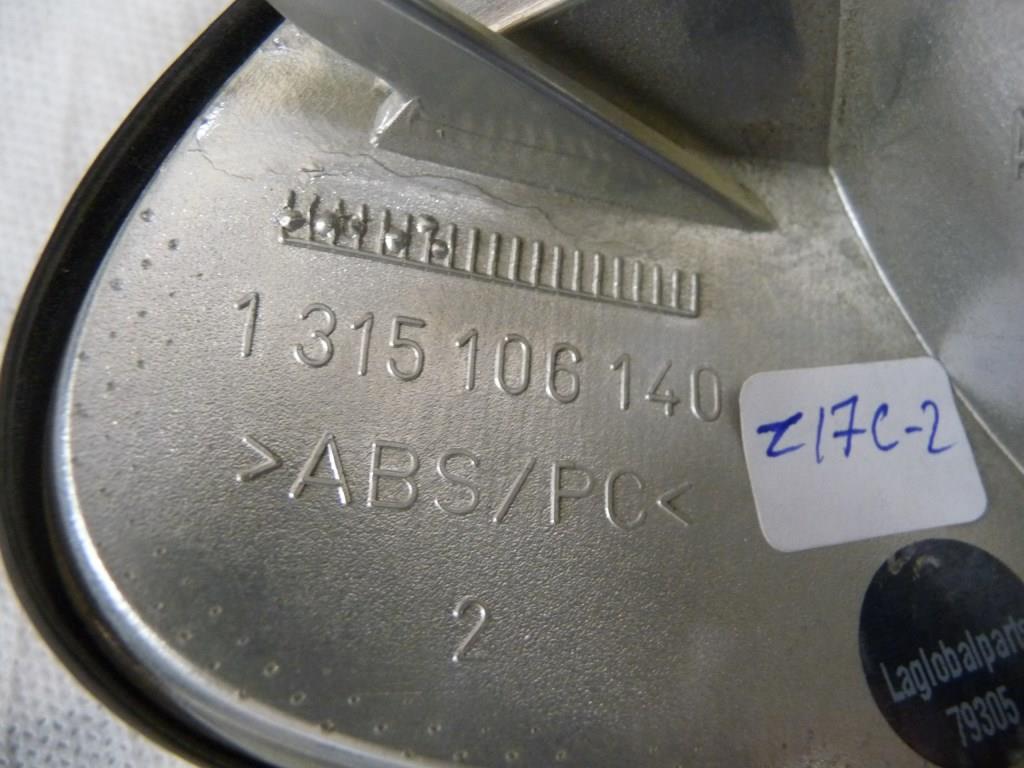 1 315 106 140
>ABS/PC<
2
z17C-2
Laglobalparts
79305